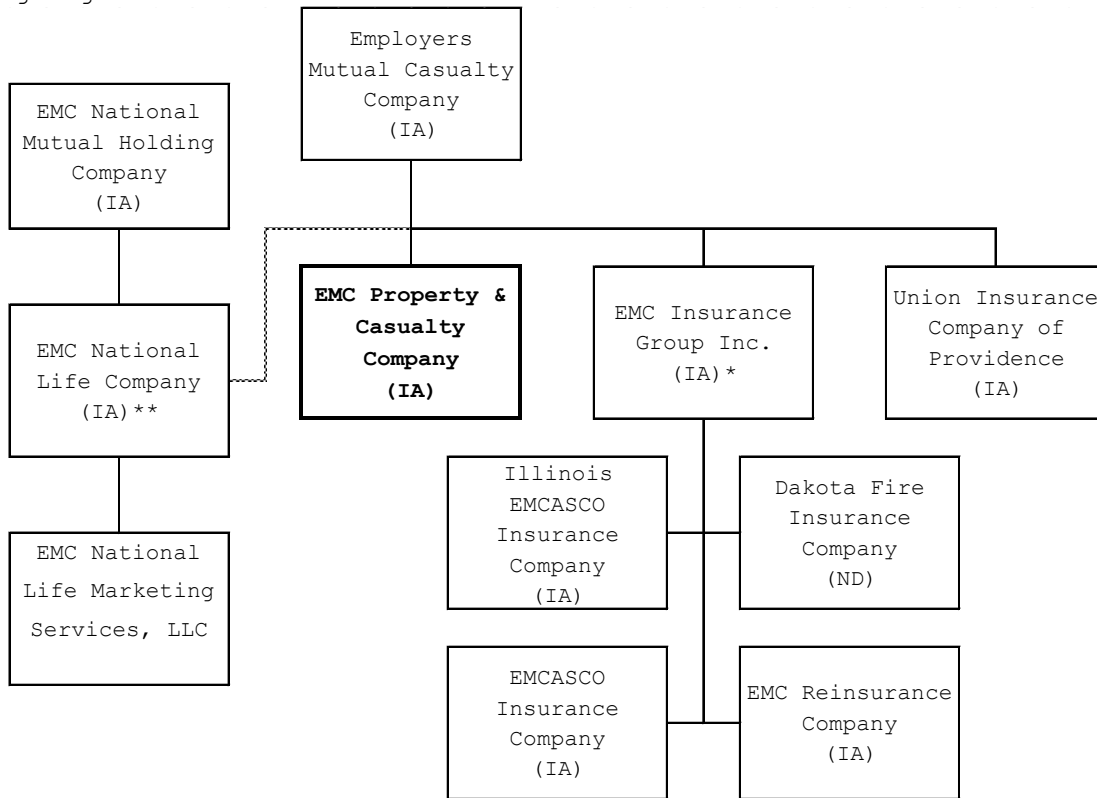 Employers
Mutual Casualty
Company
(IA)
EMC National
Mutual Holding
Company
(IA)
EMC Property &
Casualty
Company
(IA)
EMC Insurance
Group Inc.
(IA)*
Union Insurance
Company of
Providence
(IA)
EMC National
Life Company
(IA)**
Illinois
EMCASCO
Insurance
Company
(IA)
Dakota Fire
Insurance
Company
(ND)
EMC National
Life Marketing
Services, LLC
EMCASCO
Insurance
Company
(IA)
EMC Reinsurance
Company
(IA)